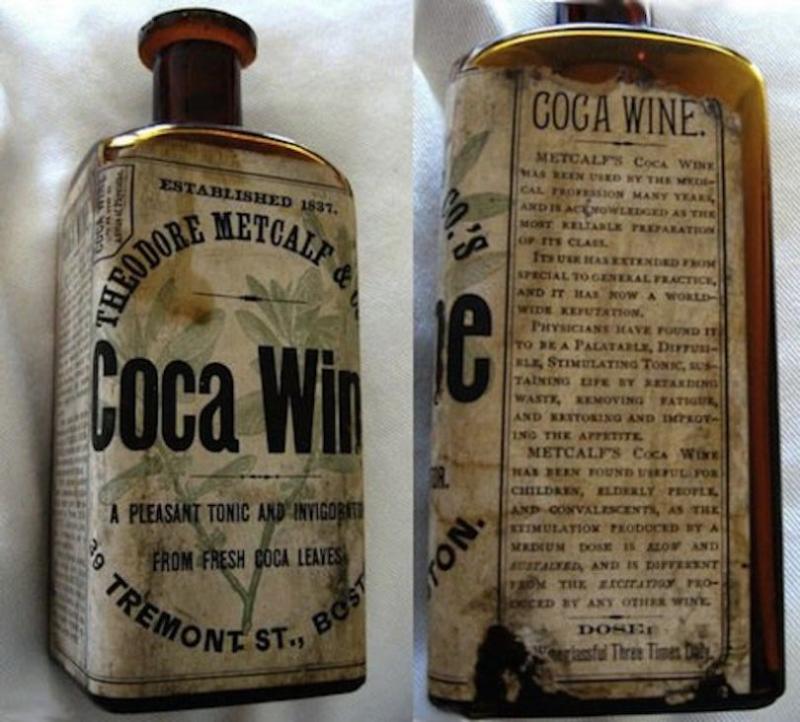 COCA WINE
ESTABLISHED 1837.
THEODORE METCALF &
Coca Win
A PLEASANT TONIC AND INVIGORAT
FROM FRESH COCA LEAVES
39 TREMONT ST., BOST
CO.'S
ne
OR.
TON.
COCA WINE.
METCALF'S COCA WINE
HAS BEEN USED BY THE MEDI-
CAL PROFESSION MANY YEARS,
AND IS ACKNOWLEDGED AS THE
MOST RELIABLE PREPARATION
OF ITS CLASS.
ITS USE HAS EXTENDED FROM
SPECIAL TO GENERAL PRACTICE,
AND IT HAS NOW A WORLD-
WIDE REPUTATION.
PHYSICIANS HAVE FOUND IT
TO BE A PALATABLE, DIFFUSI-
BLE, STIMULATING TONIC, SUS-
TAINING LIFE BY RETARDING
WASTE, REMOVING FATIGUE,
AND RESTORING AND IMPROV-
ING THE APPETITE.
METCALF'S COCA WINE
HAS BEEN FOUND USEFUL FOR
CHILDREN, ELDERLY PEOPLE,
AND CONVALESCENTS, AS THE
STIMULATION PRODUCED BY A
MEDIUM DOSE IS SLOW AND
SUSTAINED, AND IS DIFFERENT
FROM THE EXCITATION PRO-
DUCED BY ANY OTHER WINE.
DOSE:
Wineglassful Three Times Daily.